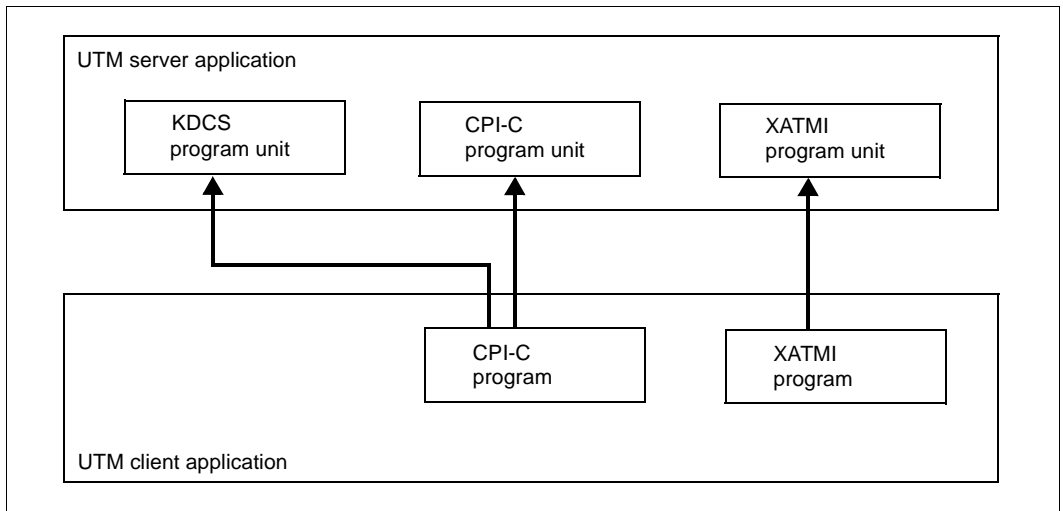 UTM server application
KDCS
program unit
CPI-C
program unit
XATMI
program unit
CPI-C
program
XATMI
program
UTM client application